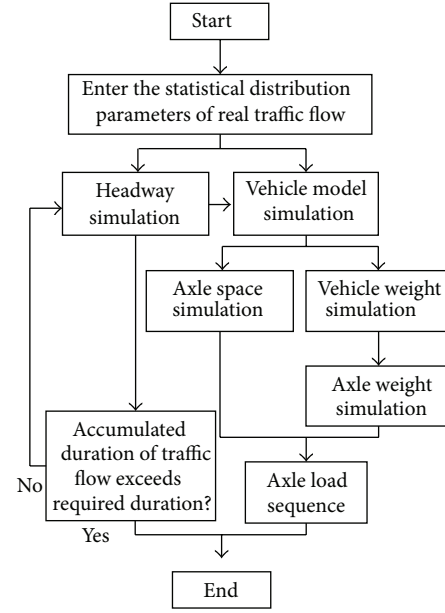 Start
Enter the statistical distribution
parameters of real traffic flow
Headway
simulation
Vehicle model
simulation
Axle space
simulation
Vehicle weight
simulation
Axle weight
simulation
Accumulated
duration of traffic
flow exceeds
required duration?
No
Yes
Axle load
sequence
End